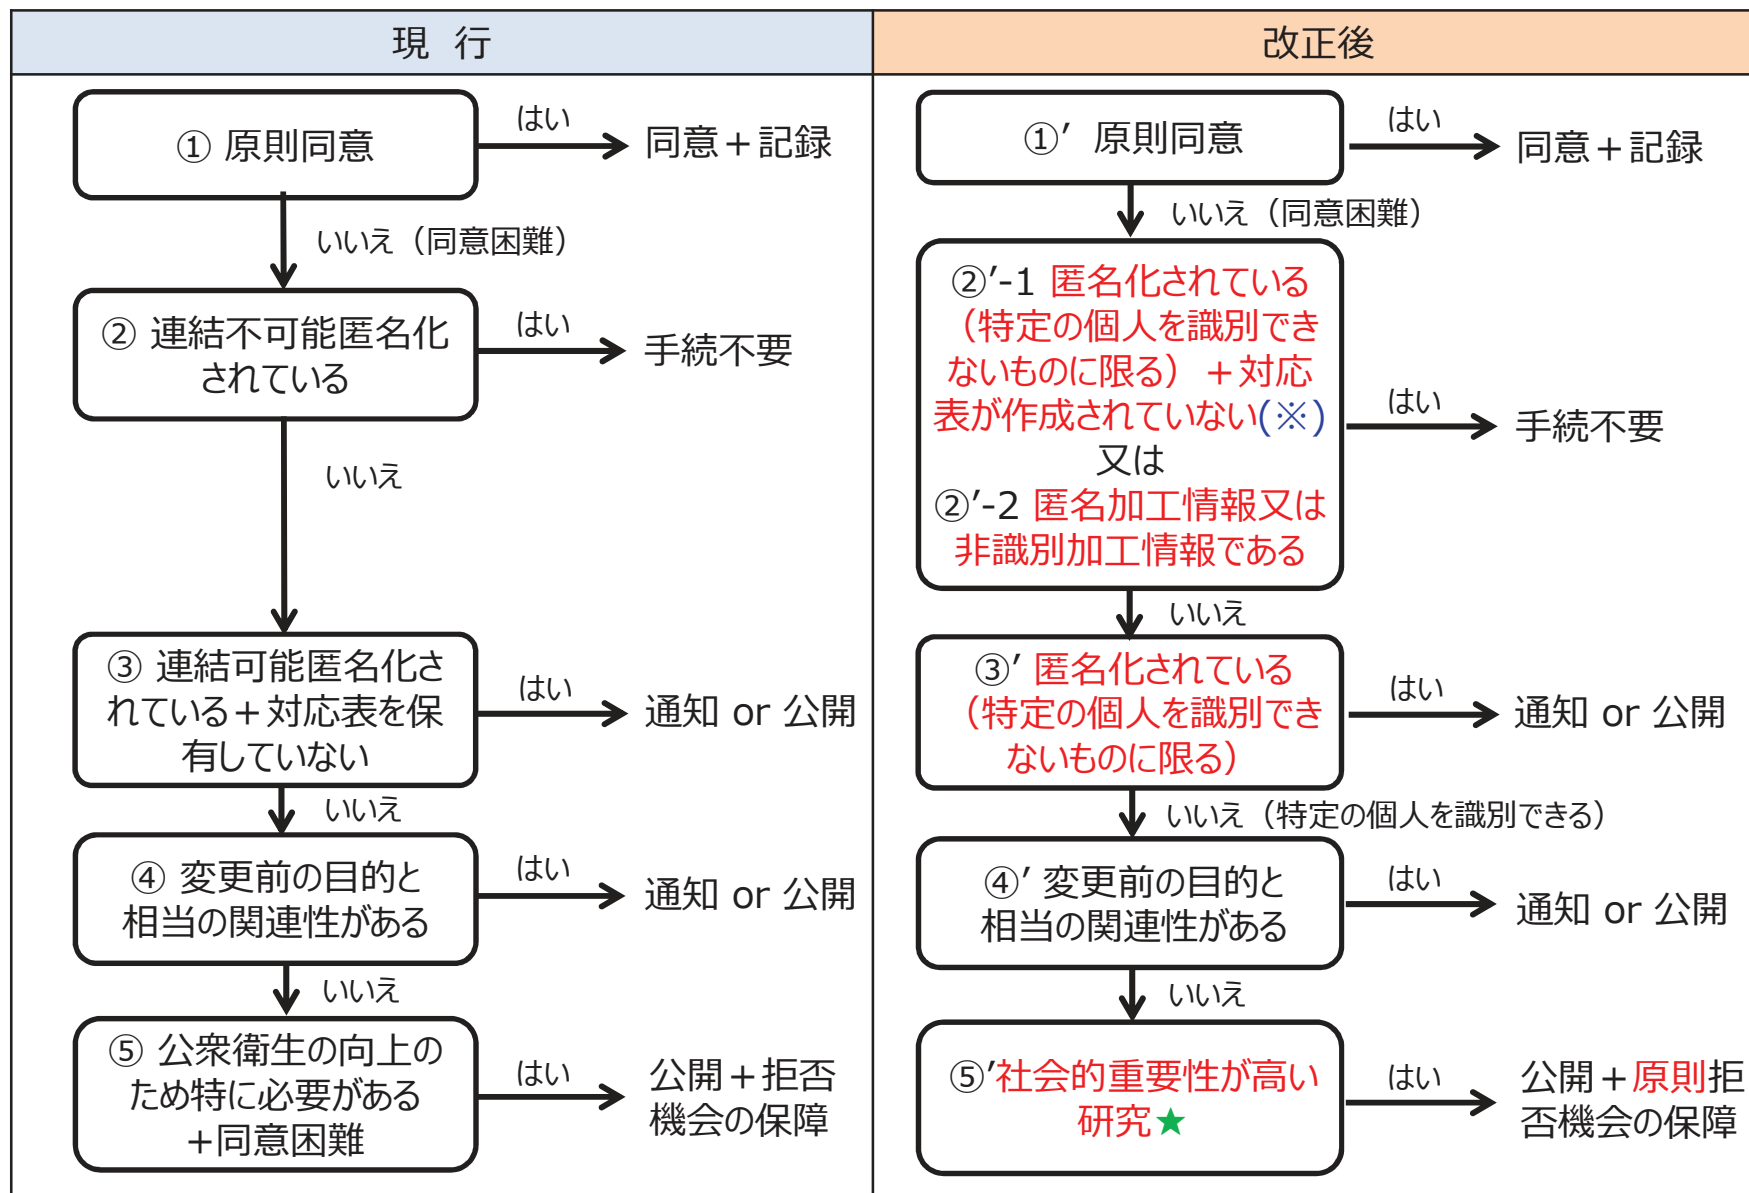 現 行
① 原則同意
はい
同意+記録
いいえ(同意困難)
② 連結不可能匿名化
されている
はい
手続不要
いいえ
③ 連結可能匿名化さ
れている+対応表を保
有していない
はい
通知 or 公開
いいえ
④ 変更前の目的と
相当の関連性がある
はい
通知 or 公開
いいえ
⑤ 公衆衛生の向上の
ため特に必要がある
+同意困難
はい
公開+拒否
機会の保障
改正後
①′ 原則同意
はい
同意+記録
いいえ(同意困難)
②′-1 匿名化されている
(特定の個人を識別でき
ないものに限る)+対応
表が作成されていない(※)
又は
②′-2 匿名加工情報又は
非識別加工情報である
はい
手続不要
いいえ
③′ 匿名化されている
(特定の個人を識別でき
ないものに限る)
はい
通知 or 公開
いいえ(特定の個人を識別できる)
④′ 変更前の目的と
相当の関連性がある
はい
通知 or 公開
いいえ
⑤′社会的重要性が高い
研究★
はい
公開+原則拒
否機会の保障